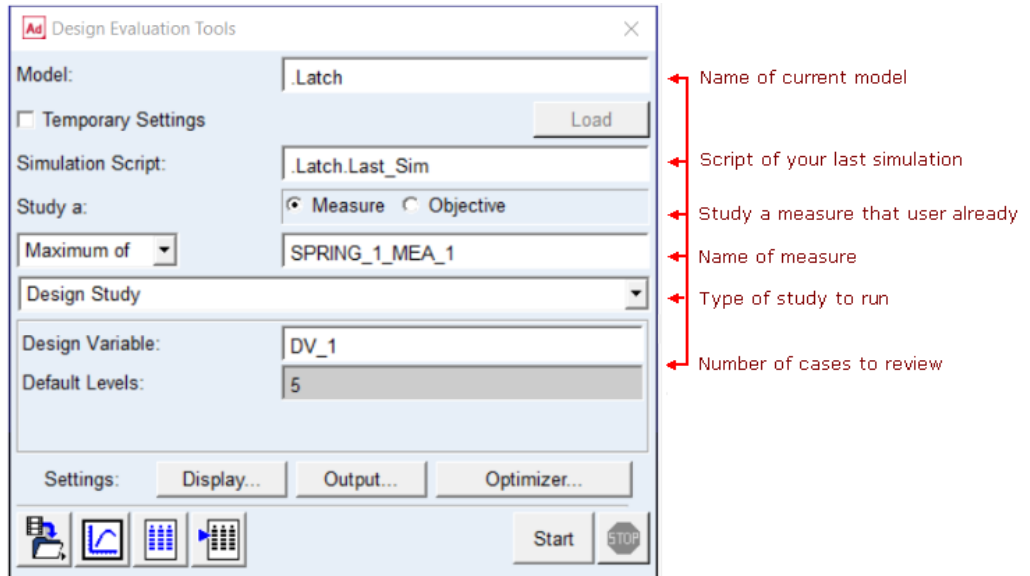 Ad Design Evaluation Tools
Model: .Latch Name of current model
Temporary Settings Load
Simulation Script: .Latch.Last_Sim Script of your last simulation
Study a: Measure Objective Study a measure that user already
Maximum of SPRING_1_MEA_1 Name of measure
Design Study Type of study to run
Design Variable: DV_1
Default Levels: 5 Number of cases to review
Settings: Display... Output... Optimizer...
Start STOP